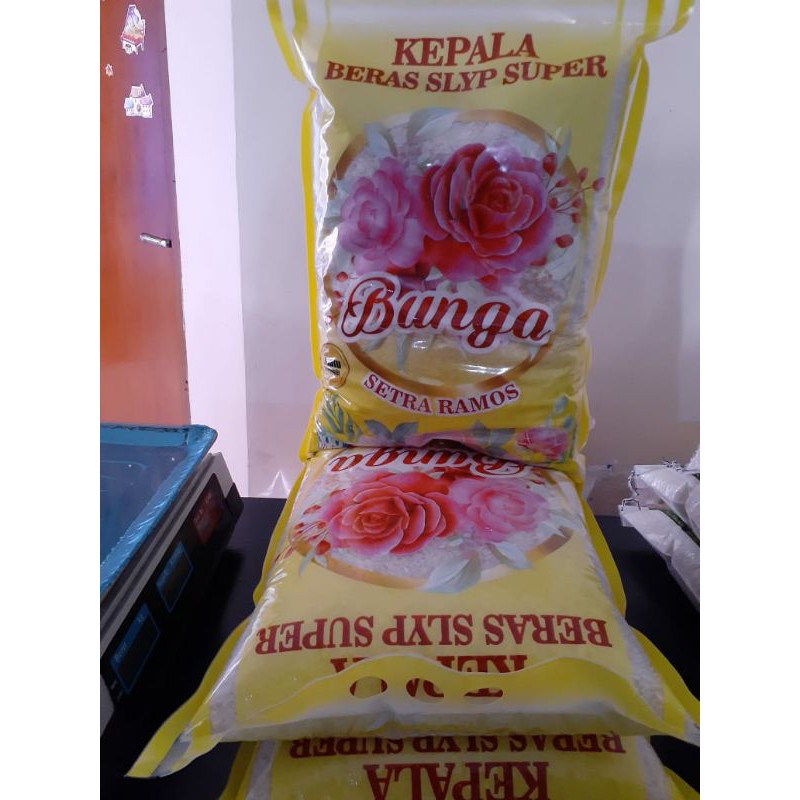 KEPALA
BERAS SLYP SUPER
Bunga
SETRA RAMOS
Bunga
BERAS SLYP SUPER
KEPALA
BERAS SLYP SUPER
KEPALA